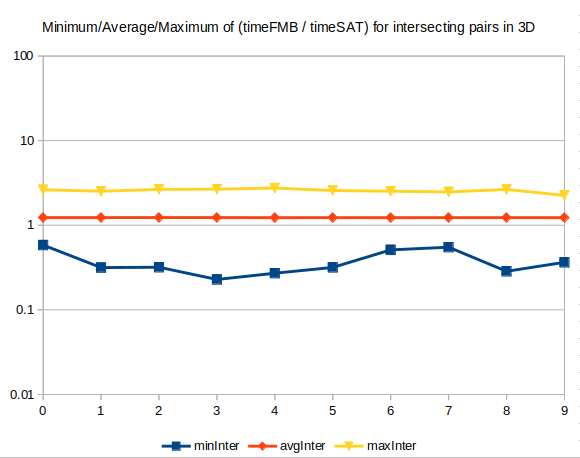 Minimum/Average/Maximum of (timeFMB / timeSAT) for intersecting pairs in 3D
100
10
1
0.1
0.01
0 1 2 3 4 5 6 7 8 9
minInter avgInter maxInter